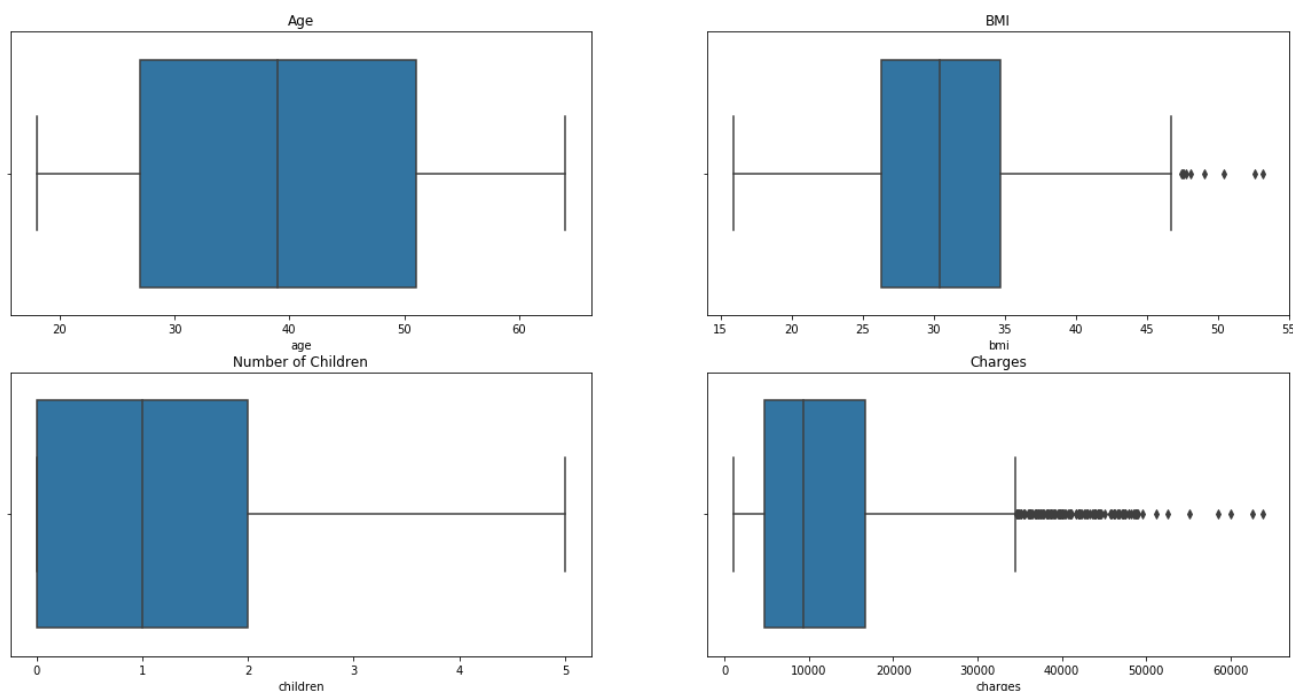 Age
20 30 40 50 60
age
BMI
15 20 25 30 35 40 45 50 55
bmi
Number of Children
0 1 2 3 4 5
children
Charges
0 10000 20000 30000 40000 50000 60000
charges